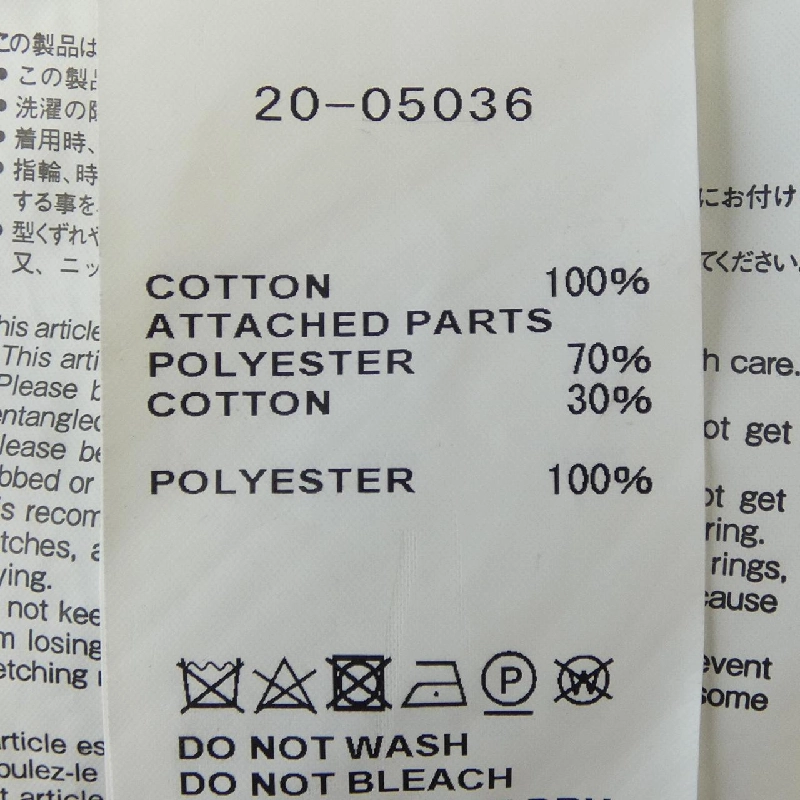 20-05036
COTTON 100%
ATTACHED PARTS
POLYESTER 70%
COTTON 30%
POLYESTER 100%
P
W
DO NOT WASH
DO NOT BLEACH
この製品は
• この製
• 洗濯の
• 着用時、
• 指輪、時
する事を
• 型くずれや
又、ニッ
his article
This arti
Please
entangled
lease be
bbed or
s recom
tches, a
ying.
not kee
m losing
etching
rticle es
oulez-le
t article
にお付け
てください。
h care.
ot get
ot get
ring.
rings,
cause
event
some